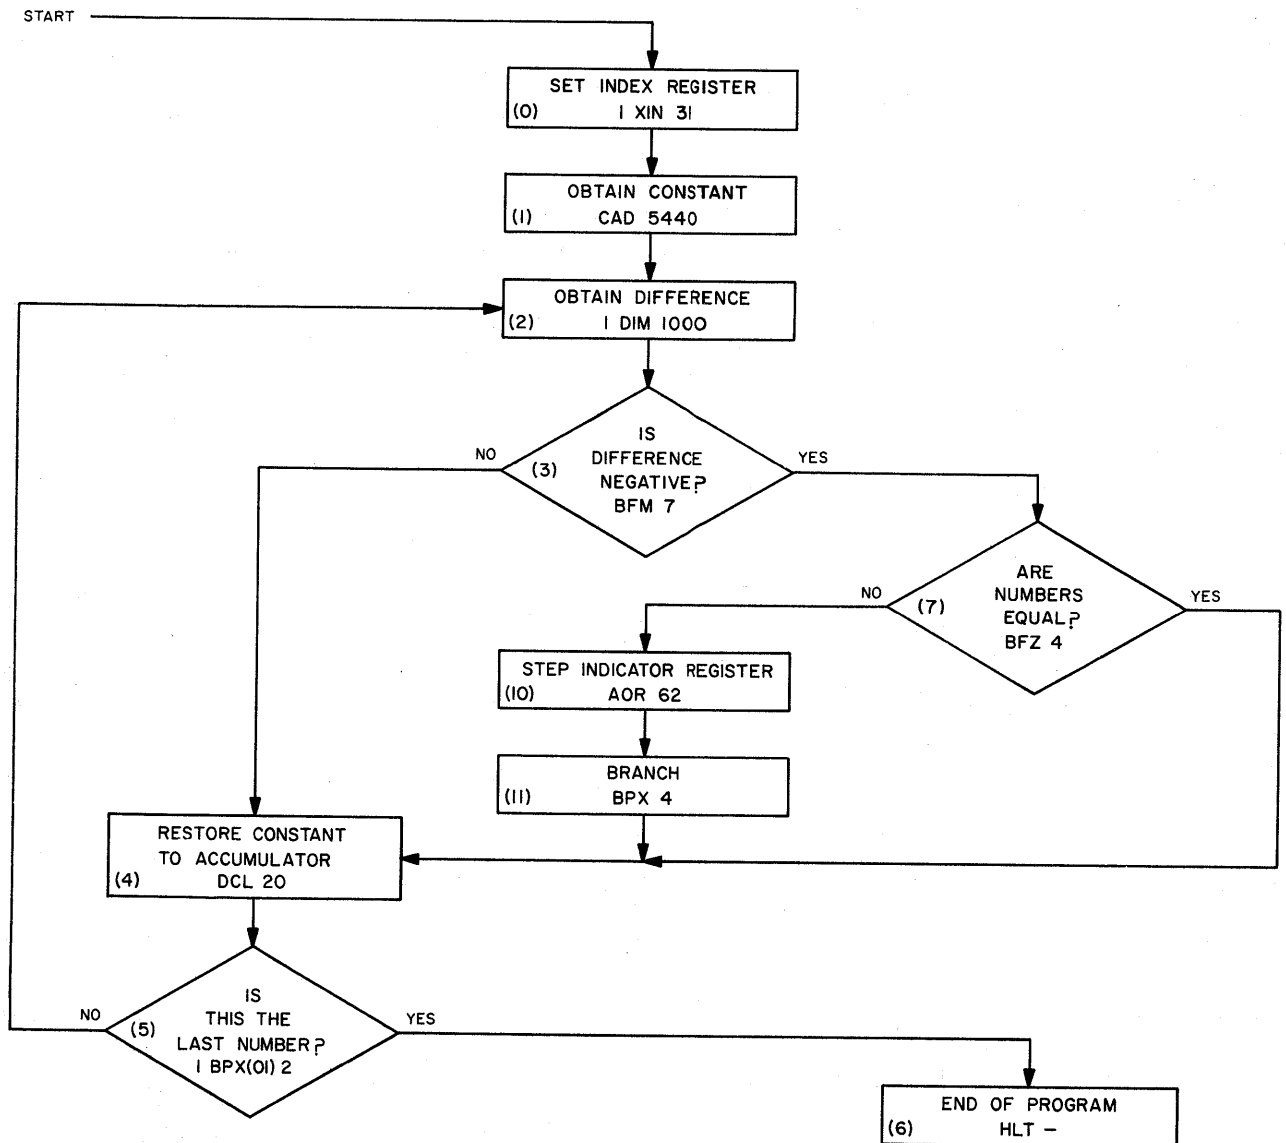 START
SET INDEX REGISTER
(0) 1 XIN 31
OBTAIN CONSTANT
(1) CAD 5440
OBTAIN DIFFERENCE
(2) 1 DIM 1000
IS
NO (3) DIFFERENCE YES
NEGATIVE?
BFM 7
ARE
NO (7) NUMBERS YES
EQUAL?
BFZ 4
STEP INDICATOR REGISTER
(10) AOR 62
BRANCH
(11) BPX 4
RESTORE CONSTANT
TO ACCUMULATOR
(4) DCL 20
IS
NO (5) THIS THE YES
LAST NUMBER?
1 BPX(01) 2
END OF PROGRAM
(6) HLT –